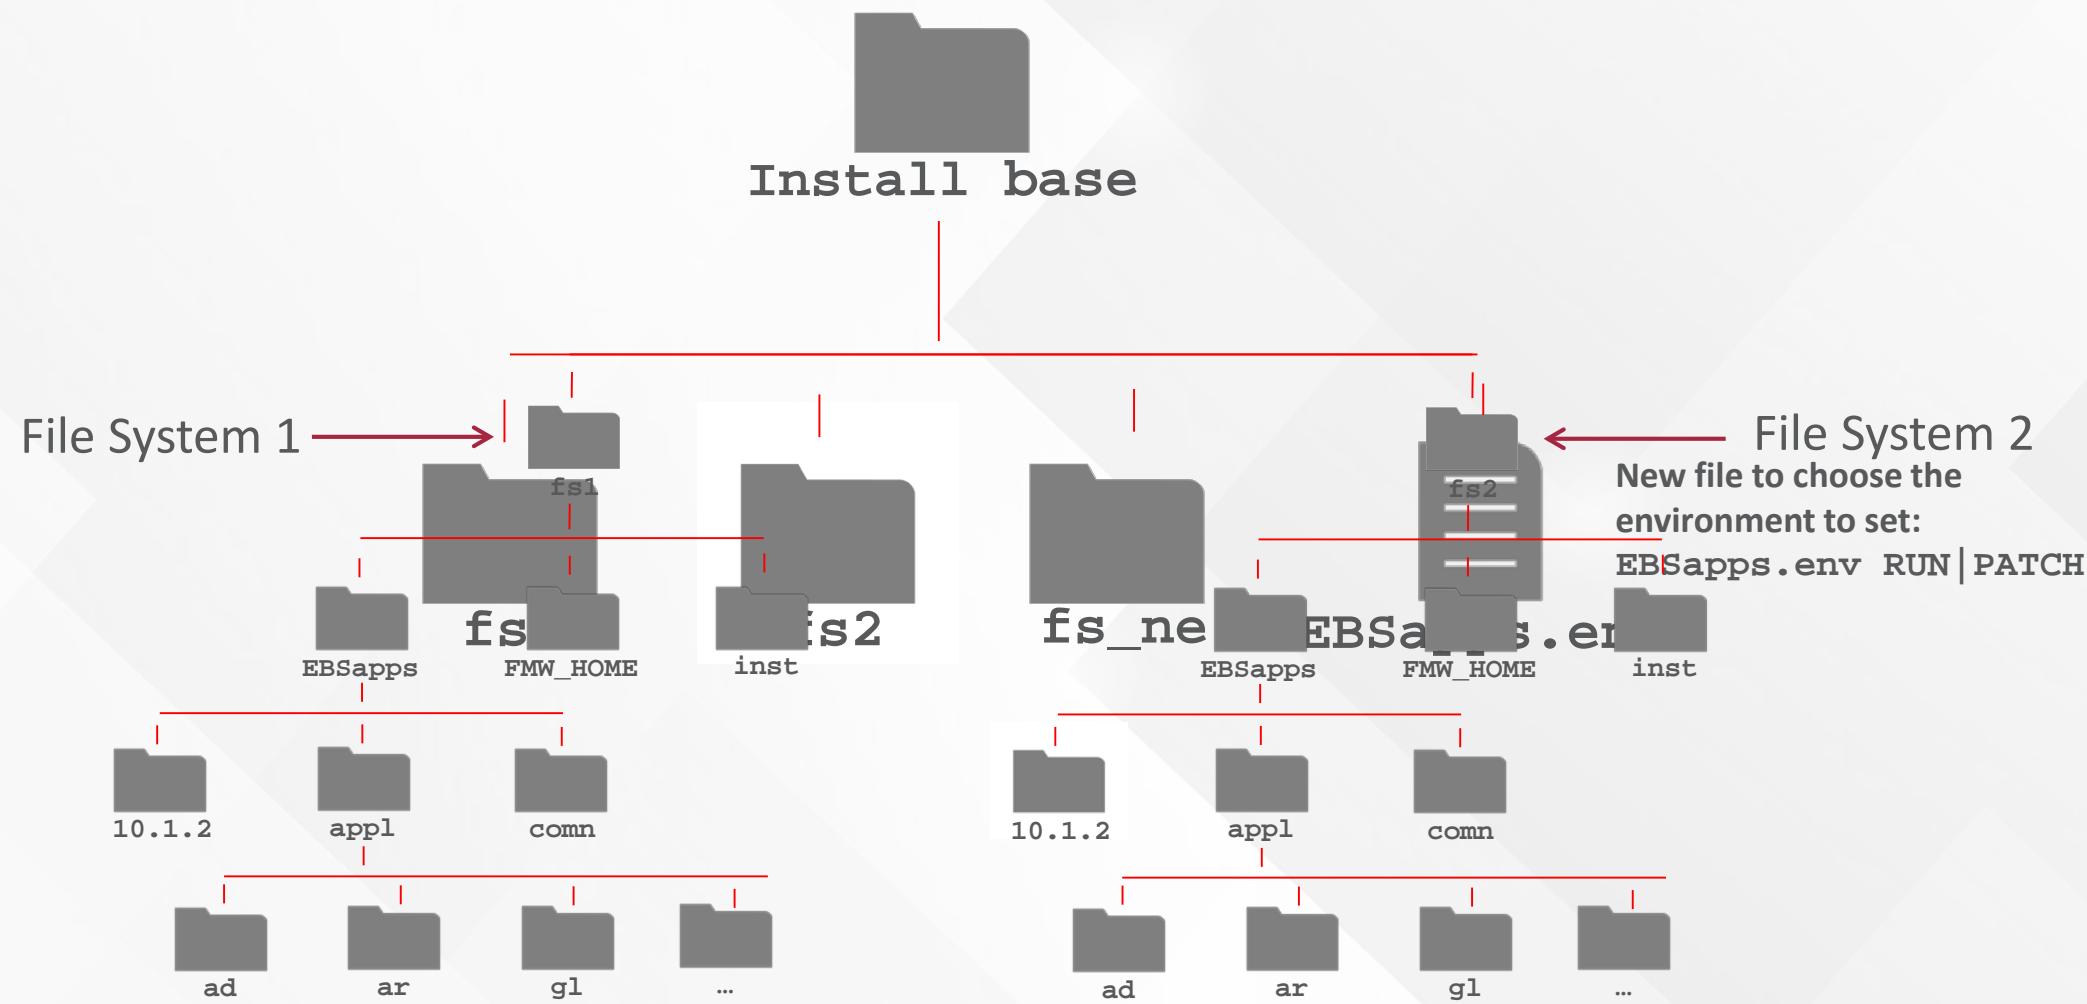 Install base
File System 1
File System 2
fs1
fs2
New file to choose the
environment to set:
EBSapps.env RUN|PATCH
fs2
EBSapps
FMW_HOME
inst
EBSapps
FMW_HOME
inst
10.1.2
appl
comn
10.1.2
appl
comn
ad
ar
gl
…
ad
ar
gl
…